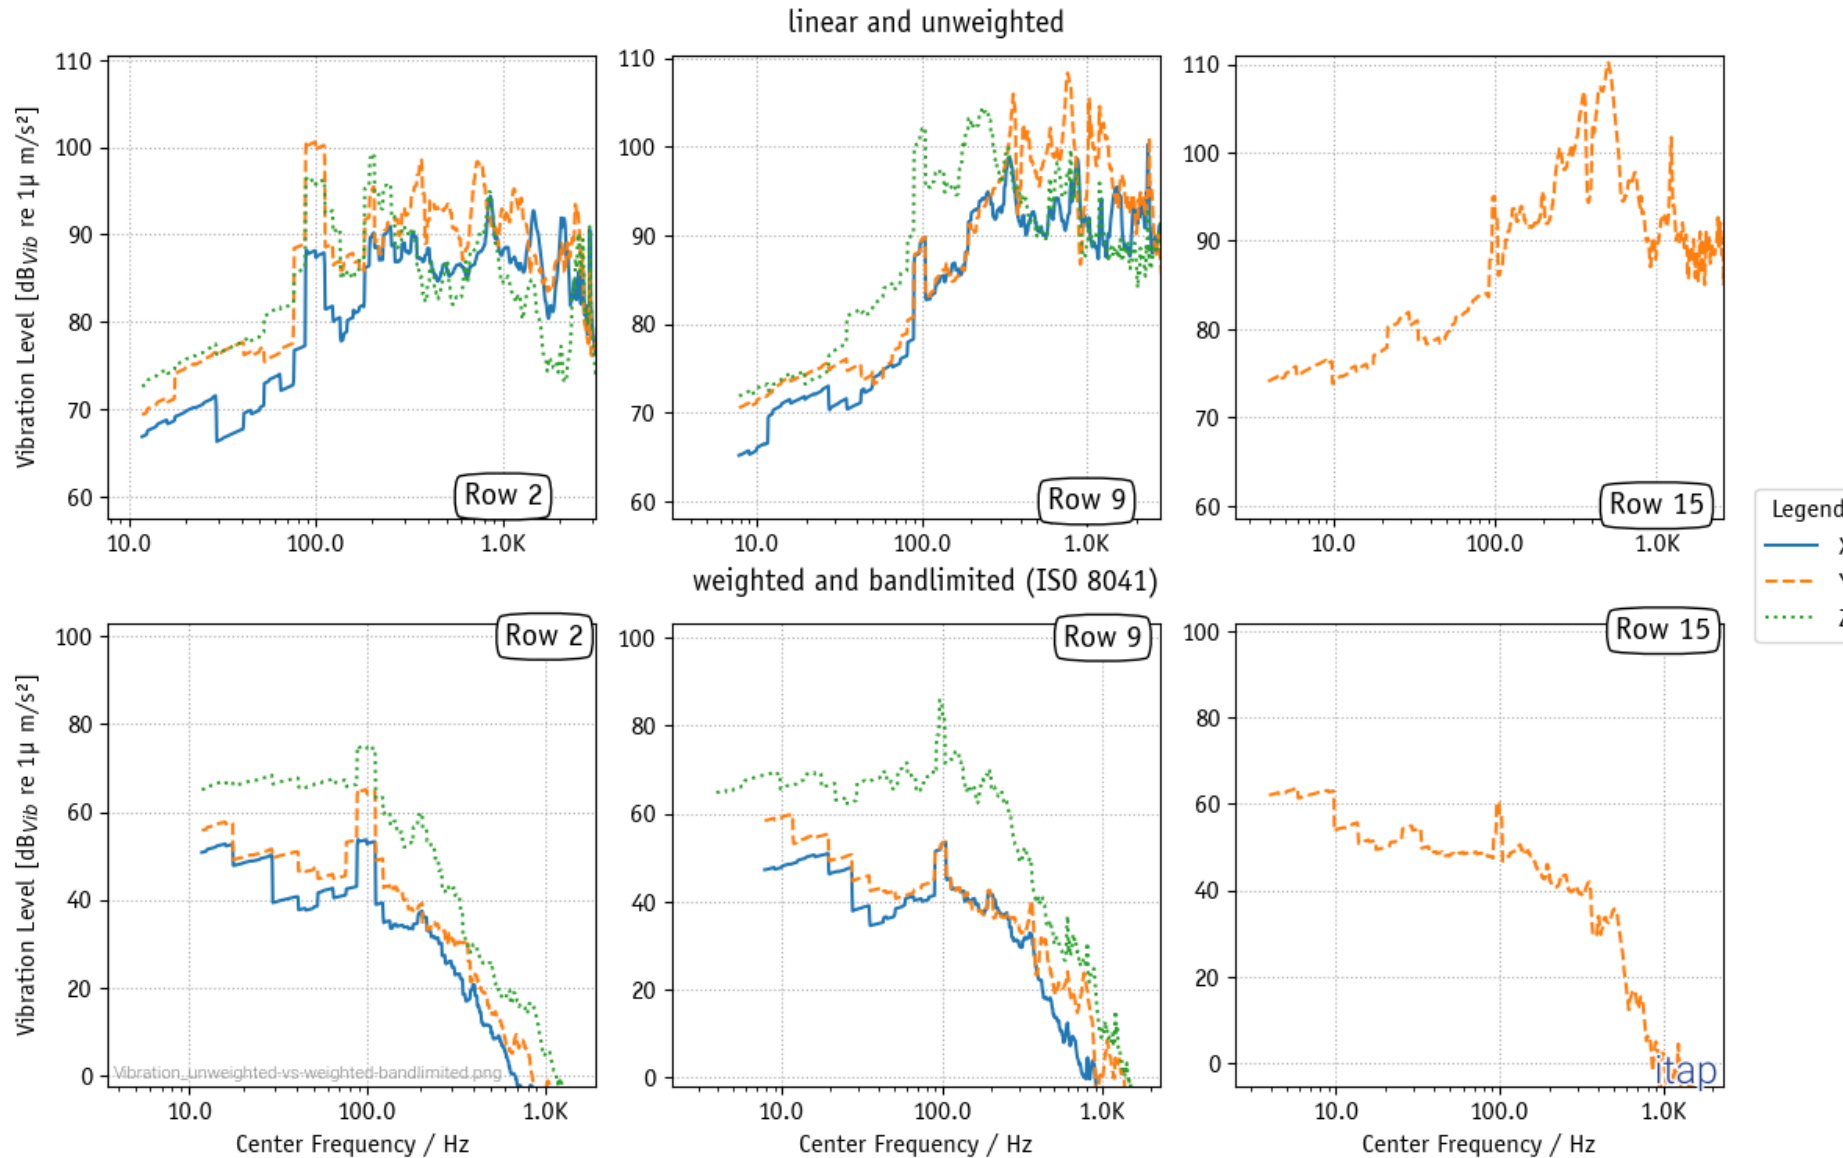 linear and unweighted
Vibration Level [dBVib re 1µ m/s²]
110
100
90
80
70
60
Row 2
10.0 100.0 1.0K
110
100
90
80
70
60
Row 9
10.0 100.0 1.0K
110
100
90
80
70
60
Row 15
10.0 100.0 1.0K
Legend
X
Y
Z
weighted and bandlimited (ISO 8041)
Vibration Level [dBVib re 1µ m/s²]
100
80
60
40
20
0
Row 2
Vibration_unweighted-vs-weighted-bandlimited.png
10.0 100.0 1.0K
Center Frequency / Hz
100
80
60
40
20
0
Row 9
10.0 100.0 1.0K
Center Frequency / Hz
100
80
60
40
20
0
Row 15
itap
10.0 100.0 1.0K
Center Frequency / Hz